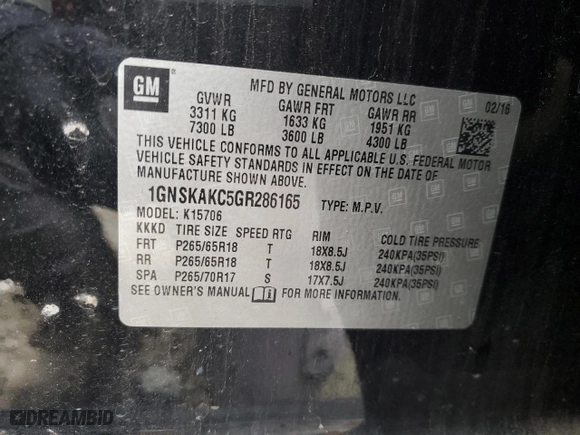 GM
MFD BY GENERAL MOTORS LLC
02/16
GVWR GAWR FRT GAWR RR
3311 KG 1633 KG 1951 KG
7300 LB 3600 LB 4300 LB
THIS VEHICLE CONFORMS TO ALL APPLICABLE U.S. FEDERAL MOTOR
VEHICLE SAFETY STANDARDS IN EFFECT ON THE DATE OF
MANUFACTURE SHOWN ABOVE.
1GNSKAKC5GR286165 TYPE: M.P.V.
MODEL: K15706
KKKD TIRE SIZE SPEED RTG RIM COLD TIRE PRESSURE
FRT P265/65R18 T 18X8.5J 240KPA(35PSI)
RR P265/65R18 T 18X8.5J 240KPA(35PSI)
SPA P265/70R17 S 17X7.5J 240KPA(35PSI)
SEE OWNER'S MANUAL FOR MORE INFORMATION.
DREAMBID